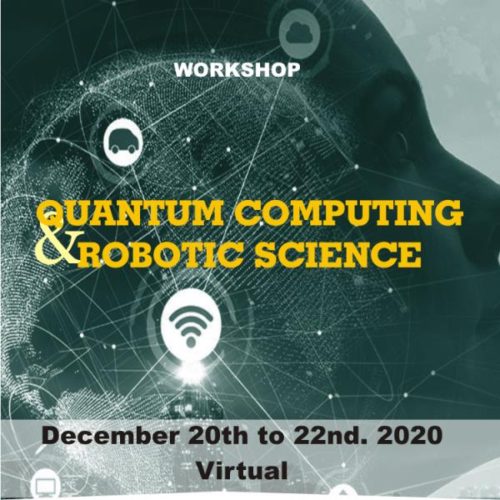 WORKSHOP
QUANTUM COMPUTING
& ROBOTIC SCIENCE
December 20th to 22nd. 2020
Virtual